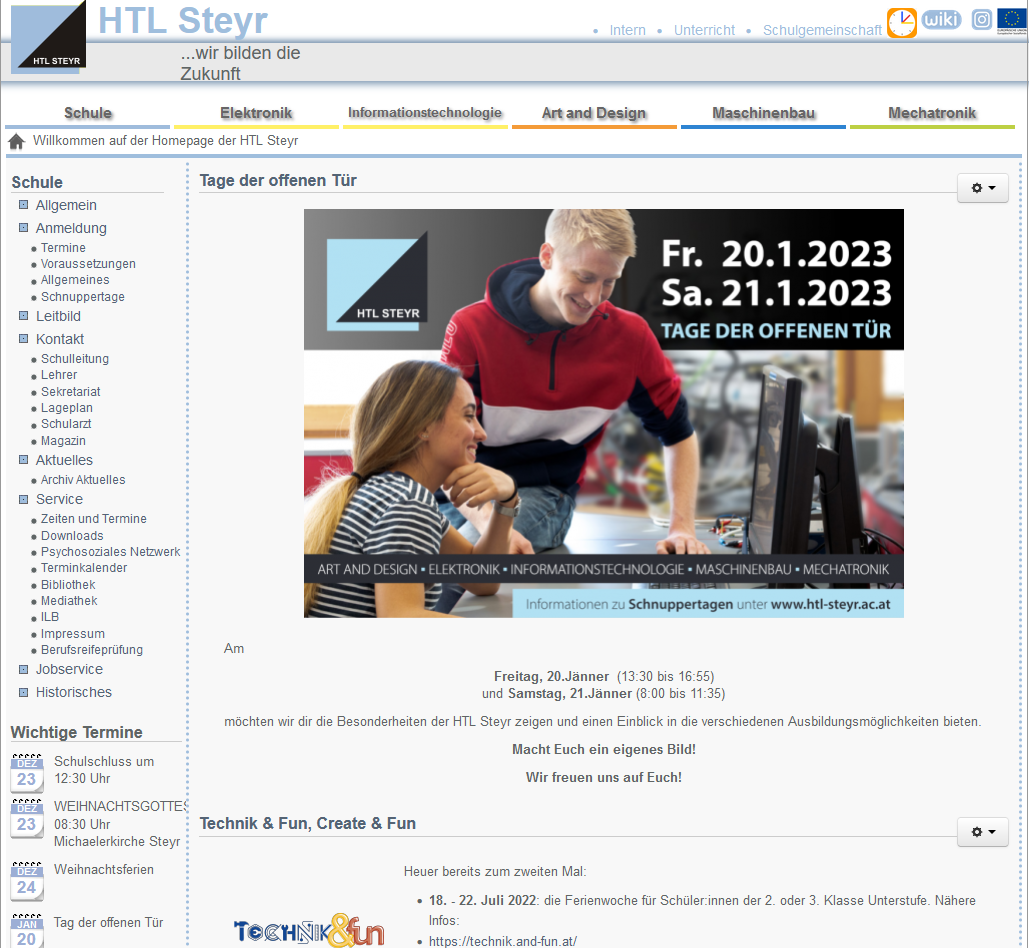 HTL STEYR
HTL Steyr
...wir bilden die
Zukunft
Intern
Unterricht
Schulgemeinschaft
wiki
Schule
Elektronik
Informationstechnologie
Art and Design
Maschinenbau
Mechatronik
Willkommen auf der Homepage der HTL Steyr
Schule
Allgemein
Anmeldung
Termine
Voraussetzungen
Allgemeines
Schnuppertage
Leitbild
Kontakt
Schulleitung
Lehrer
Sekretariat
Lageplan
Schularzt
Magazin
Aktuelles
Archiv Aktuelles
Service
Zeiten und Termine
Downloads
Psychosoziales Netzwerk
Terminkalender
Bibliothek
Mediathek
ILB
Impressum
Berufsreifeprüfung
Jobservice
Historisches
Wichtige Termine
DEZ
23
Schulschluss um
12:30 Uhr
DEZ
23
WEIHNACHTSGOTTES
08:30 Uhr
Michaelerkirche Steyr
DEZ
24
Weihnachtsferien
JAN
20
Tag der offenen Tür
Tage der offenen Tür
HTL STEYR
Fr. 20.1.2023
Sa. 21.1.2023
TAGE DER OFFENEN TÜR
ART AND DESIGN ▪ ELEKTRONIK ▪ INFORMATIONSTECHNOLOGIE ▪ MASCHINENBAU ▪ MECHATRONIK
Informationen zu Schnuppertagen unter www.htl-steyr.ac.at
Am
Freitag, 20.Jänner (13:30 bis 16:55)
und Samstag, 21.Jänner (8:00 bis 11:35)
möchten wir dir die Besonderheiten der HTL Steyr zeigen und einen Einblick in die verschiedenen Ausbildungsmöglichkeiten bieten.
Macht Euch ein eigenes Bild!
Wir freuen uns auf Euch!
Technik & Fun, Create & Fun
TECHNIK&fun
Heuer bereits zum zweiten Mal:
18. - 22. Juli 2022: die Ferienwoche für Schüler:innen der 2. oder 3. Klasse Unterstufe. Nähere
Infos:
https://technik.and-fun.at/